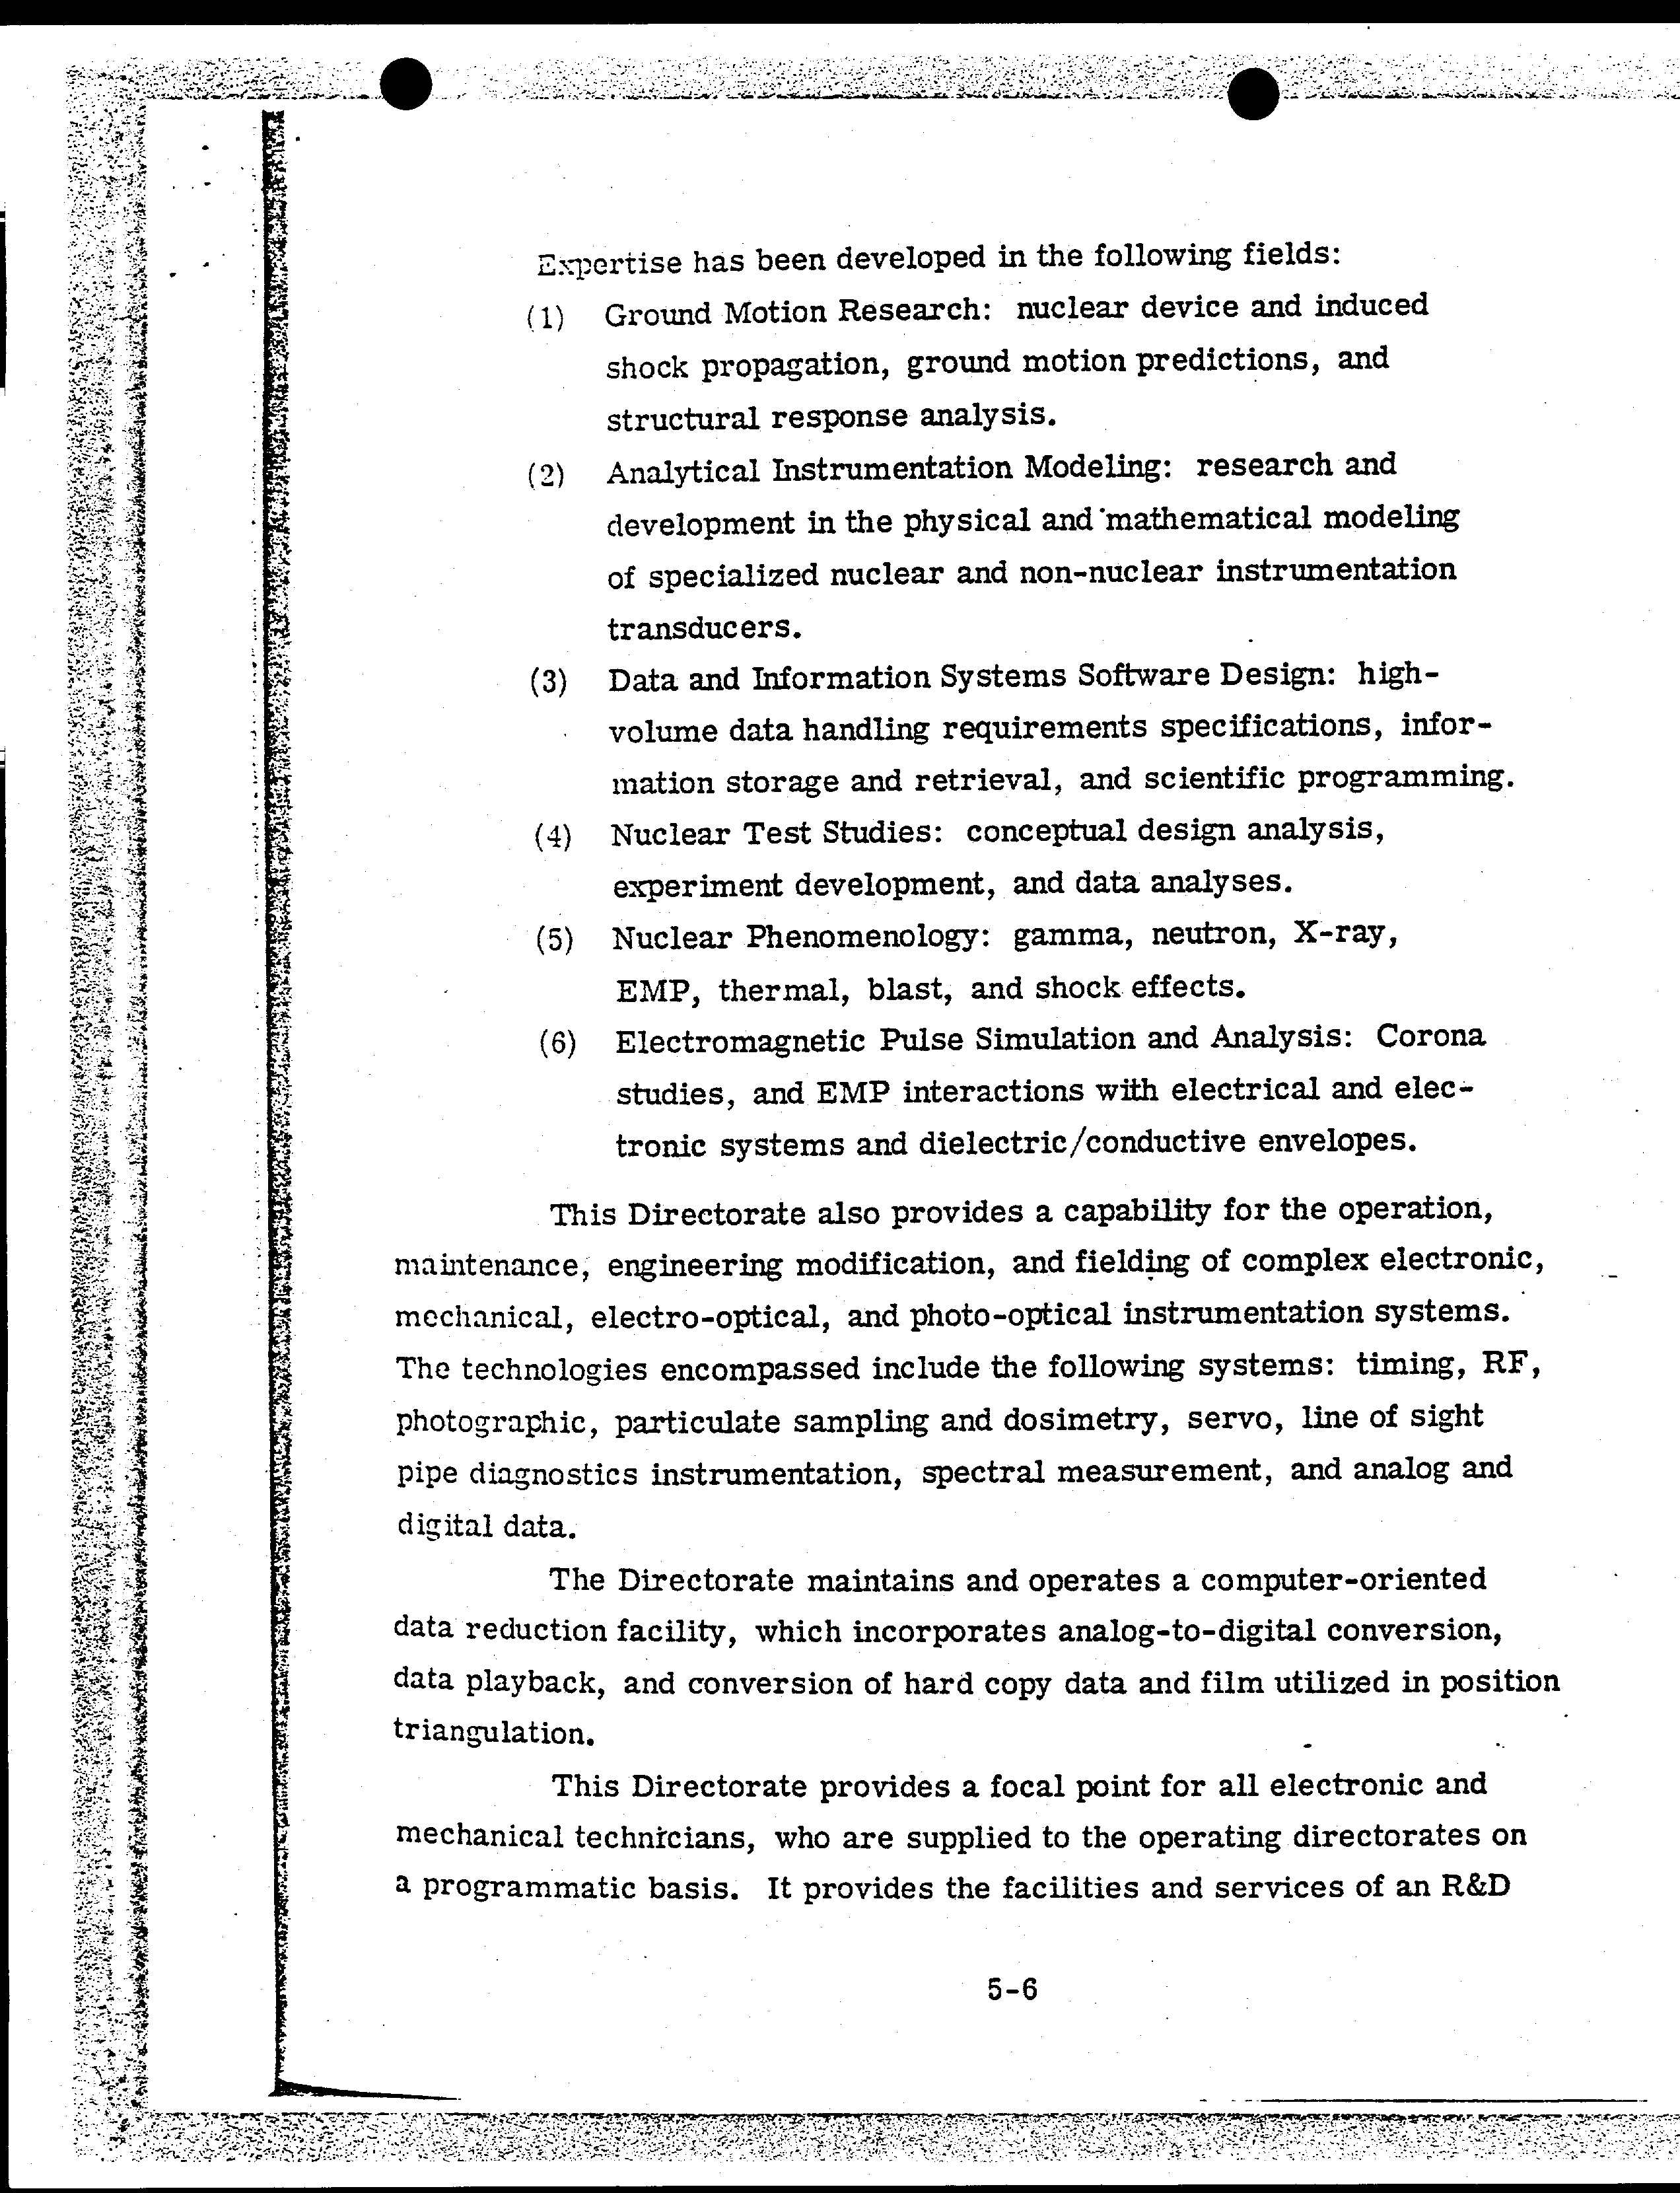 Expertise has been developed in the following fields:
(1) Ground Motion Research: nuclear device and induced
shock propagation, ground motion predictions, and
structural response analysis.
(2) Analytical Instrumentation Modeling: research and
development in the physical and mathematical modeling
of specialized nuclear and non-nuclear instrumentation
transducers.
(3) Data and Information Systems Software Design: high-
volume data handling requirements specifications, infor-
mation storage and retrieval, and scientific programming.
(4) Nuclear Test Studies: conceptual design analysis,
experiment development, and data analyses.
(5) Nuclear Phenomenology: gamma, neutron, X-ray,
EMP, thermal, blast, and shock effects.
(6) Electromagnetic Pulse Simulation and Analysis: Corona
studies, and EMP interactions with electrical and elec-
tronic systems and dielectric/conductive envelopes.
This Directorate also provides a capability for the operation,
maintenance, engineering modification, and fielding of complex electronic,
mechanical, electro-optical, and photo-optical instrumentation systems.
The technologies encompassed include the following systems: timing, RF,
photographic, particulate sampling and dosimetry, servo, line of sight
pipe diagnostics instrumentation, spectral measurement, and analog and
digital data.
The Directorate maintains and operates a computer-oriented
data reduction facility, which incorporates analog-to-digital conversion,
data playback, and conversion of hard copy data and film utilized in position
triangulation.
This Directorate provides a focal point for all electronic and
mechanical technicians, who are supplied to the operating directorates on
a programmatic basis. It provides the facilities and services of an R&D
5-6